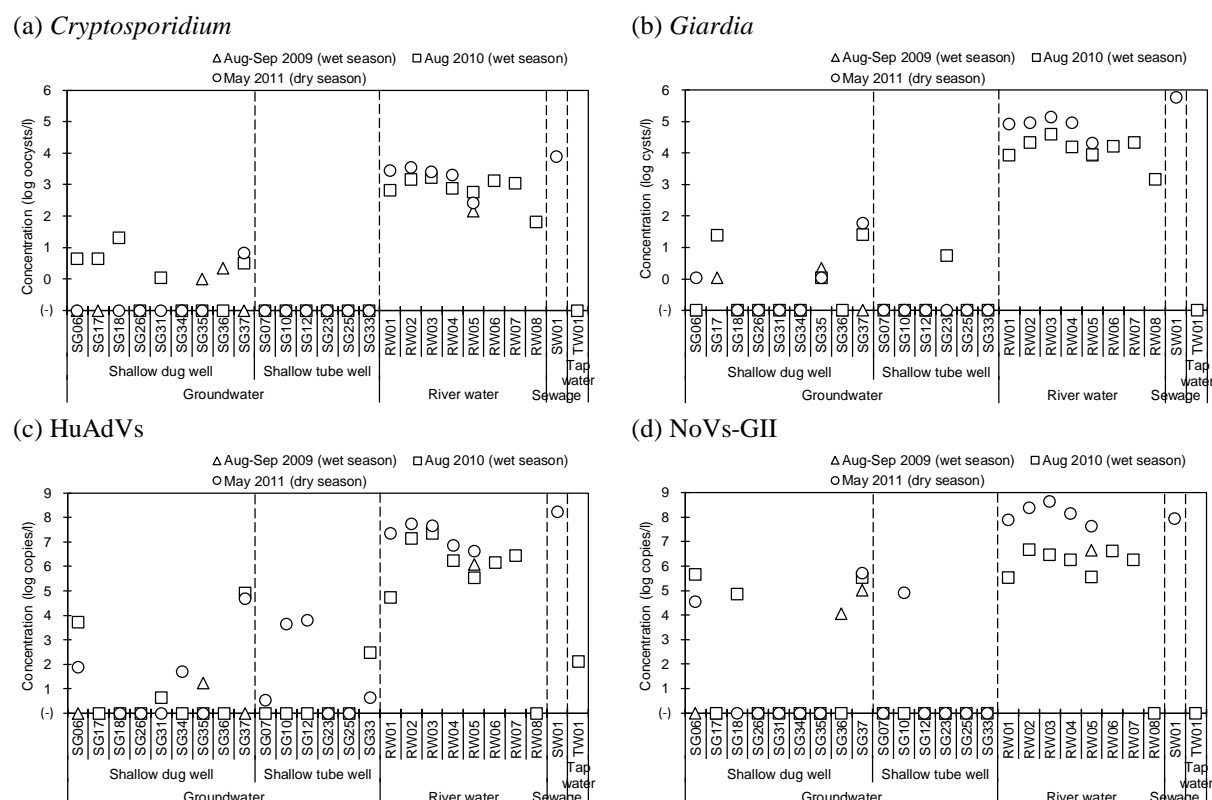 (a) Cryptosporidium
△ Aug-Sep 2009 (wet season) □ Aug 2010 (wet season)
○ May 2011 (dry season)
Concentration (log oocysts/l)
6
5
4
3
2
1
0
(-)
SG06 SG17 SG18 SG26 SG31 SG34 SG35 SG36 SG37 SG07 SG10 SG12 SG23 SG25 SG33 RW01 RW02 RW03 RW04 RW05 RW06 RW07 RW08 SW01 TW01
Shallow dug well Shallow tube well Tap
water
Groundwater River water Sewage
(b) Giardia
△ Aug-Sep 2009 (wet season) □ Aug 2010 (wet season)
○ May 2011 (dry season)
Concentration (log cysts/l)
6
5
4
3
2
1
0
(-)
SG06 SG17 SG18 SG26 SG31 SG34 SG35 SG36 SG37 SG07 SG10 SG12 SG23 SG25 SG33 RW01 RW02 RW03 RW04 RW05 RW06 RW07 RW08 SW01 TW01
Shallow dug well Shallow tube well Tap
water
Groundwater River water Sewage
(c) HuAdVs
△ Aug-Sep 2009 (wet season) □ Aug 2010 (wet season)
○ May 2011 (dry season)
Concentration (log copies/l)
9
8
7
6
5
4
3
2
1
(-)
SG06 SG17 SG18 SG26 SG31 SG34 SG35 SG36 SG37 SG07 SG10 SG12 SG23 SG25 SG33 RW01 RW02 RW03 RW04 RW05 RW06 RW07 RW08 SW01 TW01
Shallow dug well Shallow tube well Tap
water
Groundwater River water Sewage
(d) NoVs-GII
△ Aug-Sep 2009 (wet season) □ Aug 2010 (wet season)
○ May 2011 (dry season)
Concentration (log copies/l)
9
8
7
6
5
4
3
2
1
(-)
SG06 SG17 SG18 SG26 SG31 SG34 SG35 SG36 SG37 SG07 SG10 SG12 SG23 SG25 SG33 RW01 RW02 RW03 RW04 RW05 RW06 RW07 RW08 SW01 TW01
Shallow dug well Shallow tube well Tap
water
Groundwater River water Sewage